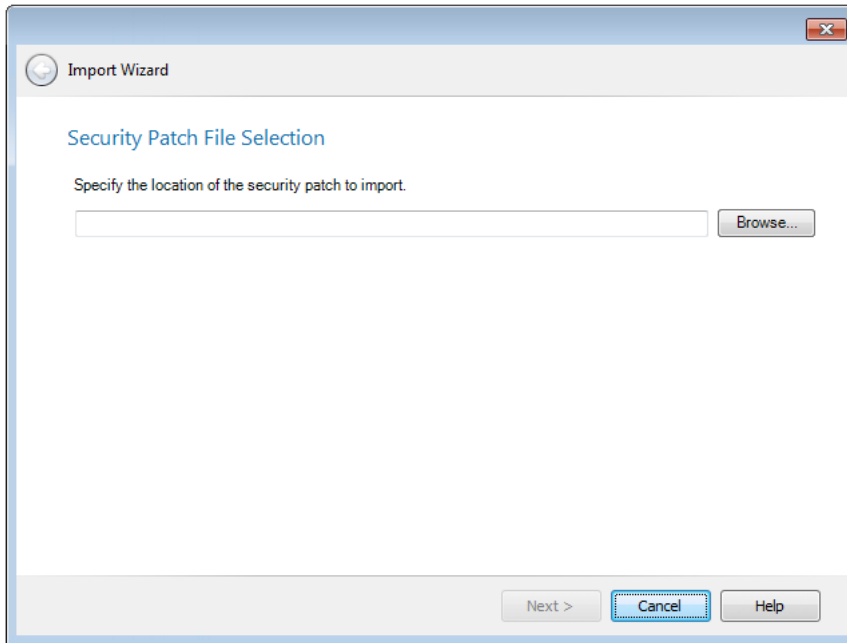 Import Wizard
Security Patch File Selection
Specify the location of the security patch to import.
Browse...
Next >
Cancel
Help